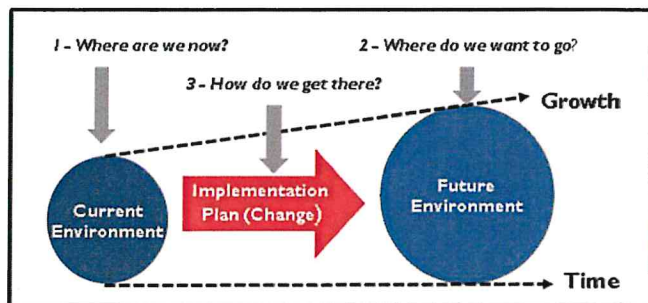 1 - Where are we now?
2 - Where do we want to go?
3 - How do we get there?
Growth
Implementation
Plan (Change)
Current
Environment
Future
Environment
Time